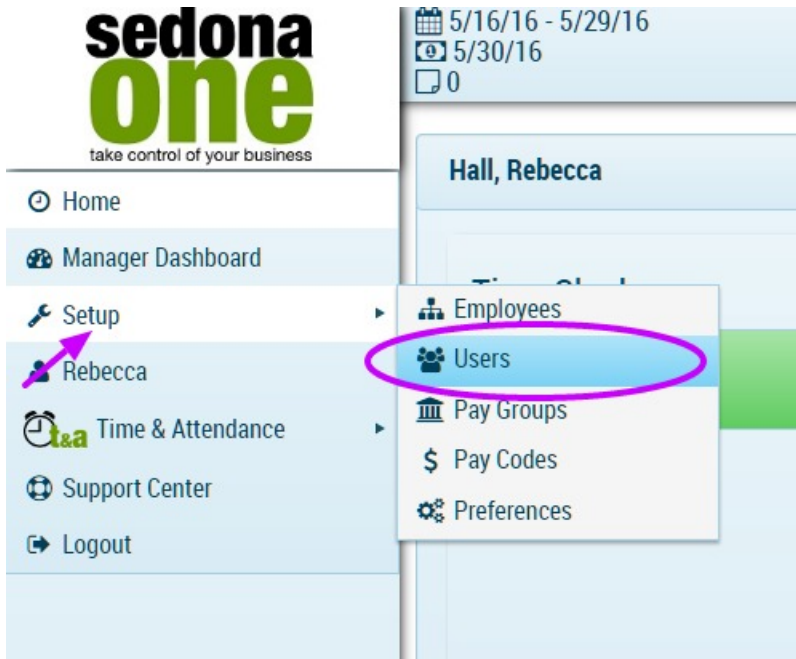 sedona
one
take control of your business
5/16/16 - 5/29/16
5/30/16
0
Hall, Rebecca
Home
Manager Dashboard
Setup
Rebecca
t&a Time & Attendance
Support Center
Logout
Employees
Users
Pay Groups
$ Pay Codes
Preferences